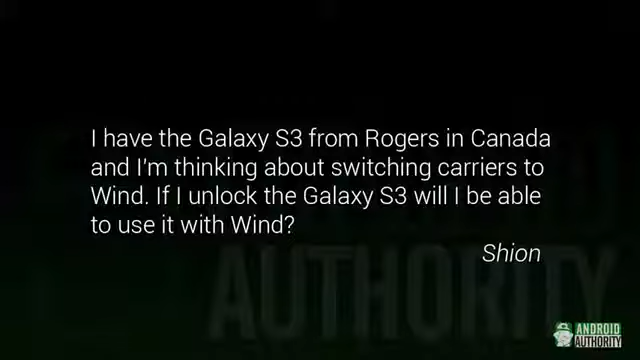 I have the Galaxy S3 from Rogers in Canada
and I'm thinking about switching carriers to
Wind. If I unlock the Galaxy S3 will I be able
to use it with Wind?
Shion
AUTHORITY
ANDROID
AUTHORITY